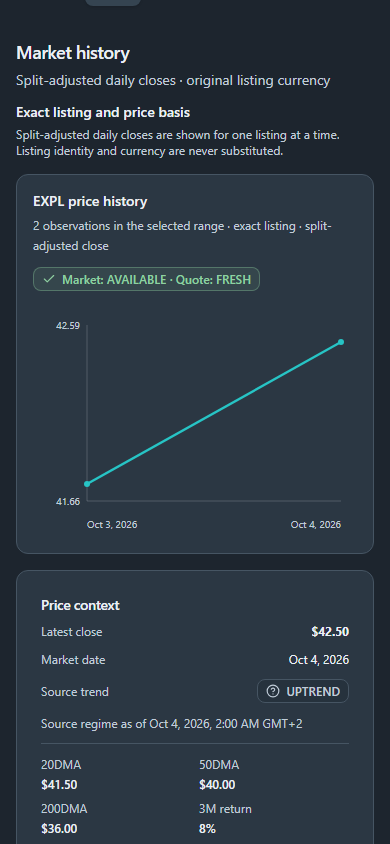 Market history
Split-adjusted daily closes · original listing currency
Exact listing and price basis
Split-adjusted daily closes are shown for one listing at a time.
Listing identity and currency are never substituted.
EXPL price history
2 observations in the selected range · exact listing · split-
adjusted close
Market: AVAILABLE · Quote: FRESH
42.59
41.66
Oct 3, 2026
Oct 4, 2026
Price context
Latest close
$42.50
Market date
Oct 4, 2026
Source trend
UPTREND
Source regime as of Oct 4, 2026, 2:00 AM GMT+2
20DMA
50DMA
$41.50
$40.00
200DMA
3M return
$36.00
8%